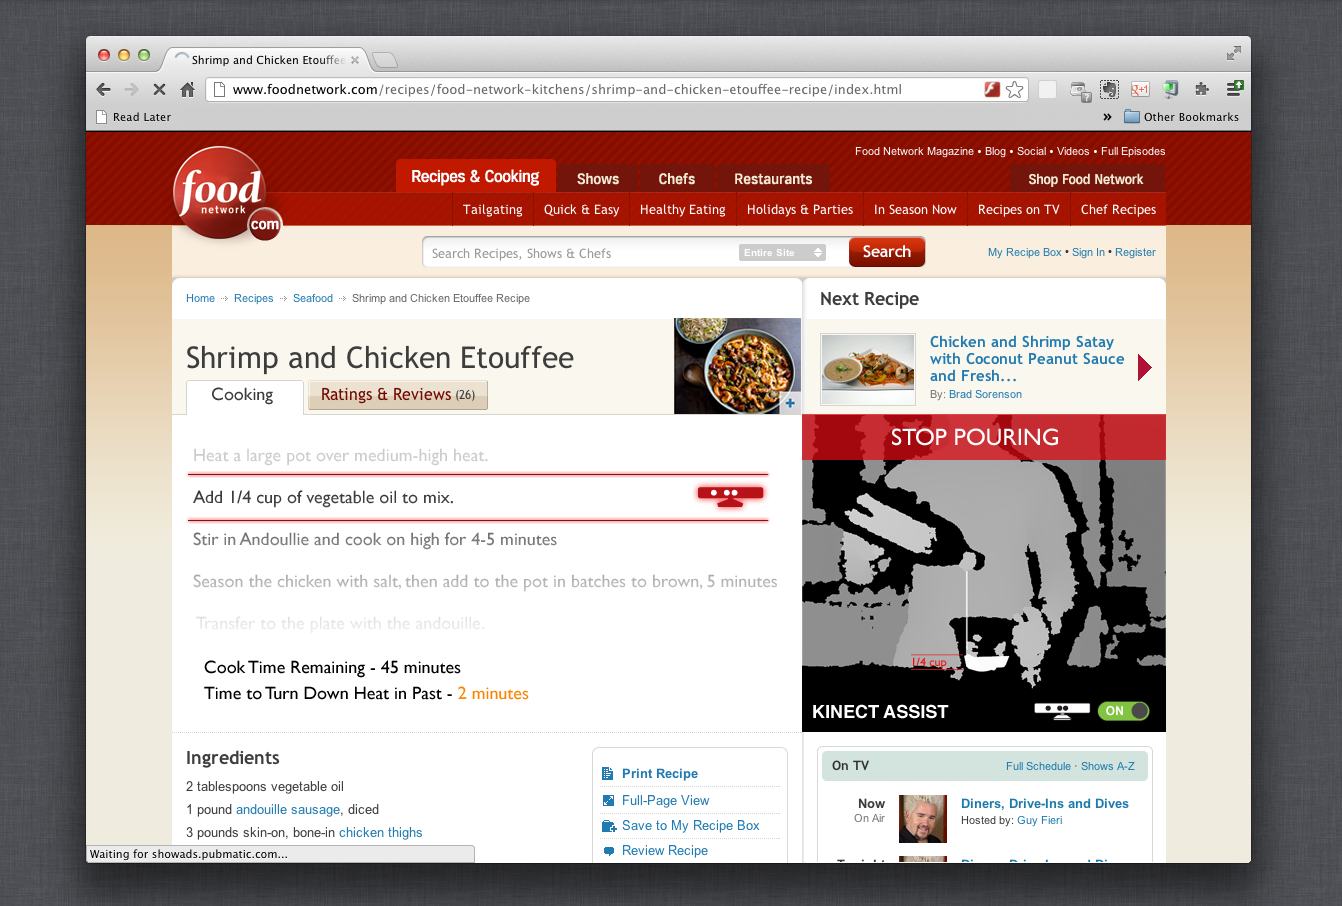 Shrimp and Chicken Etouffee
www.foodnetwork.com/recipes/food-network-kitchens/shrimp-and-chicken-etouffee-recipe/index.html
g+1
?
Read Later
» Other Bookmarks
Food Network Magazine • Blog • Social • Videos • Full Episodes
food
network
com
Recipes & Cooking Shows Chefs Restaurants Shop Food Network
Tailgating Quick & Easy Healthy Eating Holidays & Parties In Season Now Recipes on TV Chef Recipes
Search Recipes, Shows & Chefs Entire Site Search My Recipe Box • Sign In • Register
Home Recipes Seafood Shrimp and Chicken Etouffee Recipe
Shrimp and Chicken Etouffee
Cooking Ratings & Reviews (26)
Next Recipe
Chicken and Shrimp Satay
with Coconut Peanut Sauce
and Fresh...
By: Brad Sorenson
Heat a large pot over medium-high heat.
Add 1/4 cup of vegetable oil to mix.
Stir in Andoullie and cook on high for 4-5 minutes
Season the chicken with salt, then add to the pot in batches to brown, 5 minutes
Transfer to the plate with the andouille.
Cook Time Remaining - 45 minutes
Time to Turn Down Heat in Past - 2 minutes
STOP POURING
1/4 cup
KINECT ASSIST ON
Ingredients
2 tablespoons vegetable oil
1 pound andouille sausage, diced
3 pounds skin-on, bone-in chicken thighs
Print Recipe
Full-Page View
Save to My Recipe Box
Review Recipe
On TV Full Schedule · Shows A-Z
Now
On Air
Diners, Drive-Ins and Dives
Hosted by: Guy Fieri
Waiting for showads.pubmatic.com...